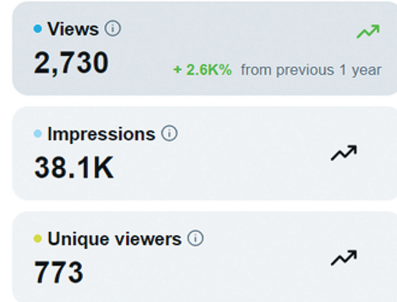 Views
2,730
+ 2.6K% from previous 1 year
Impressions
38.1K
Unique viewers
773